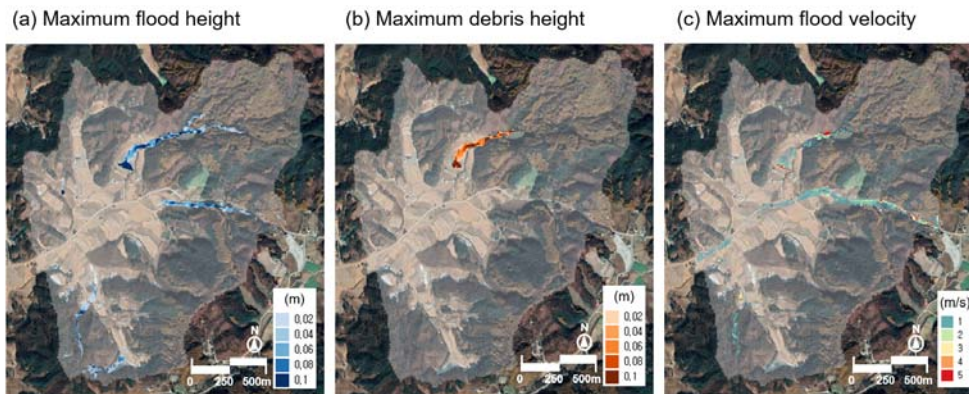 (a) Maximum flood height
(b) Maximum debris height
(c) Maximum flood velocity
(m)
0,02
0,04
0,06
0,08
0,1
N
0 250 500m
(m)
0,02
0,04
0,06
0,08
0,1
N
0 250 500m
(m/s)
1
2
3
4
5
N
0 250 500m